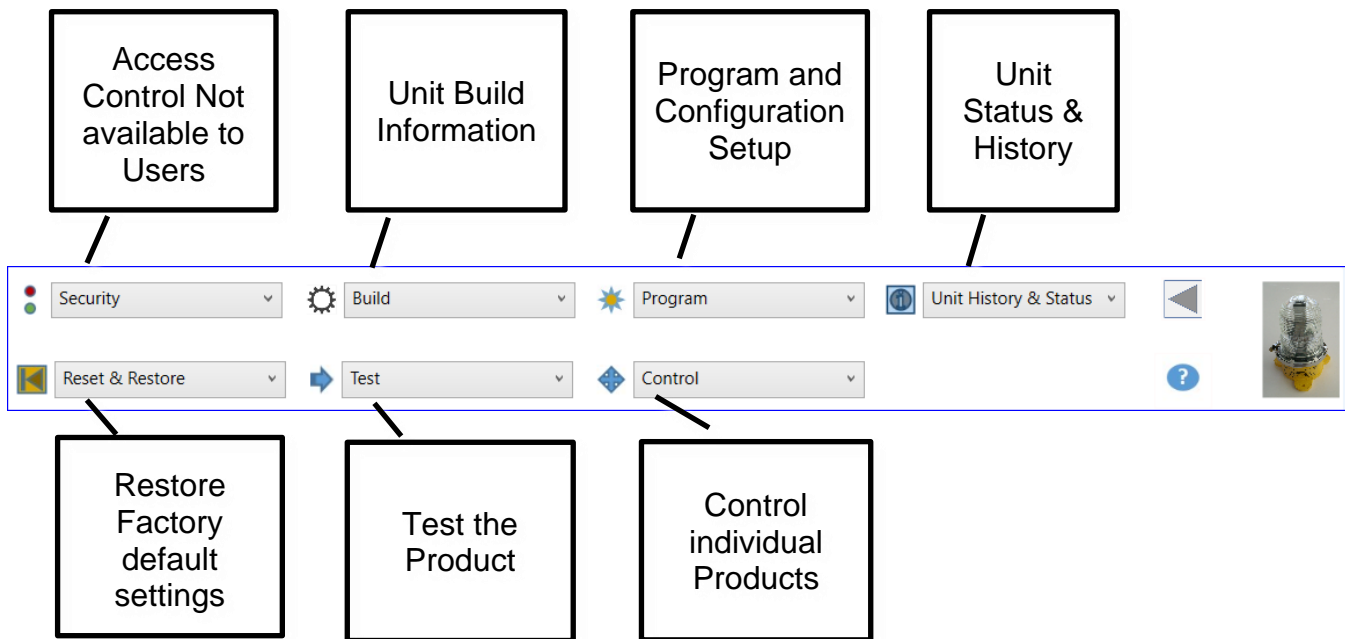 Access
Control Not
available to
Users
Unit Build
Information
Program and
Configuration
Setup
Unit
Status &
History
Security
Build
Program
Unit History & Status
Reset & Restore
Test
Control
?
Restore
Factory
default
settings
Test the
Product
Control
individual
Products